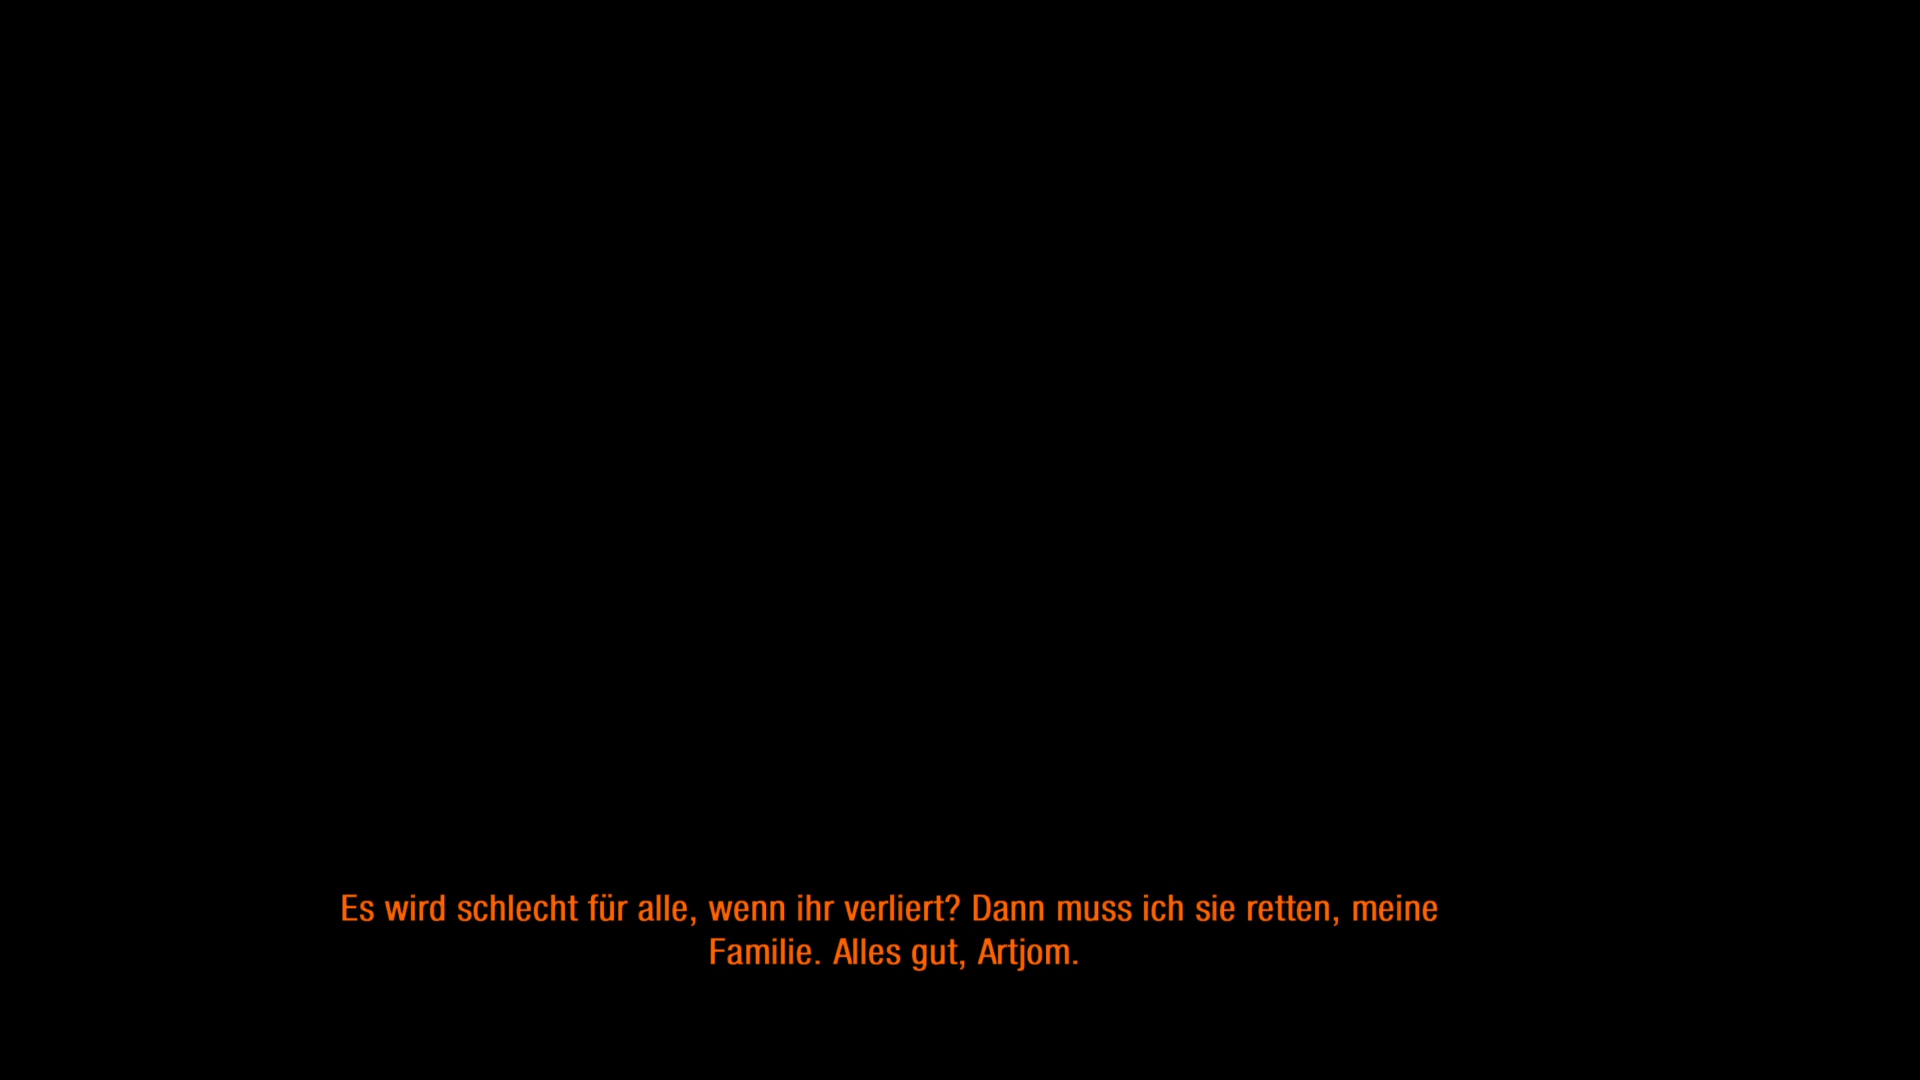 Es wird schlecht für alle, wenn ihr verliert? Dann muss ich sie retten, meine
Familie. Alles gut, Artjom.